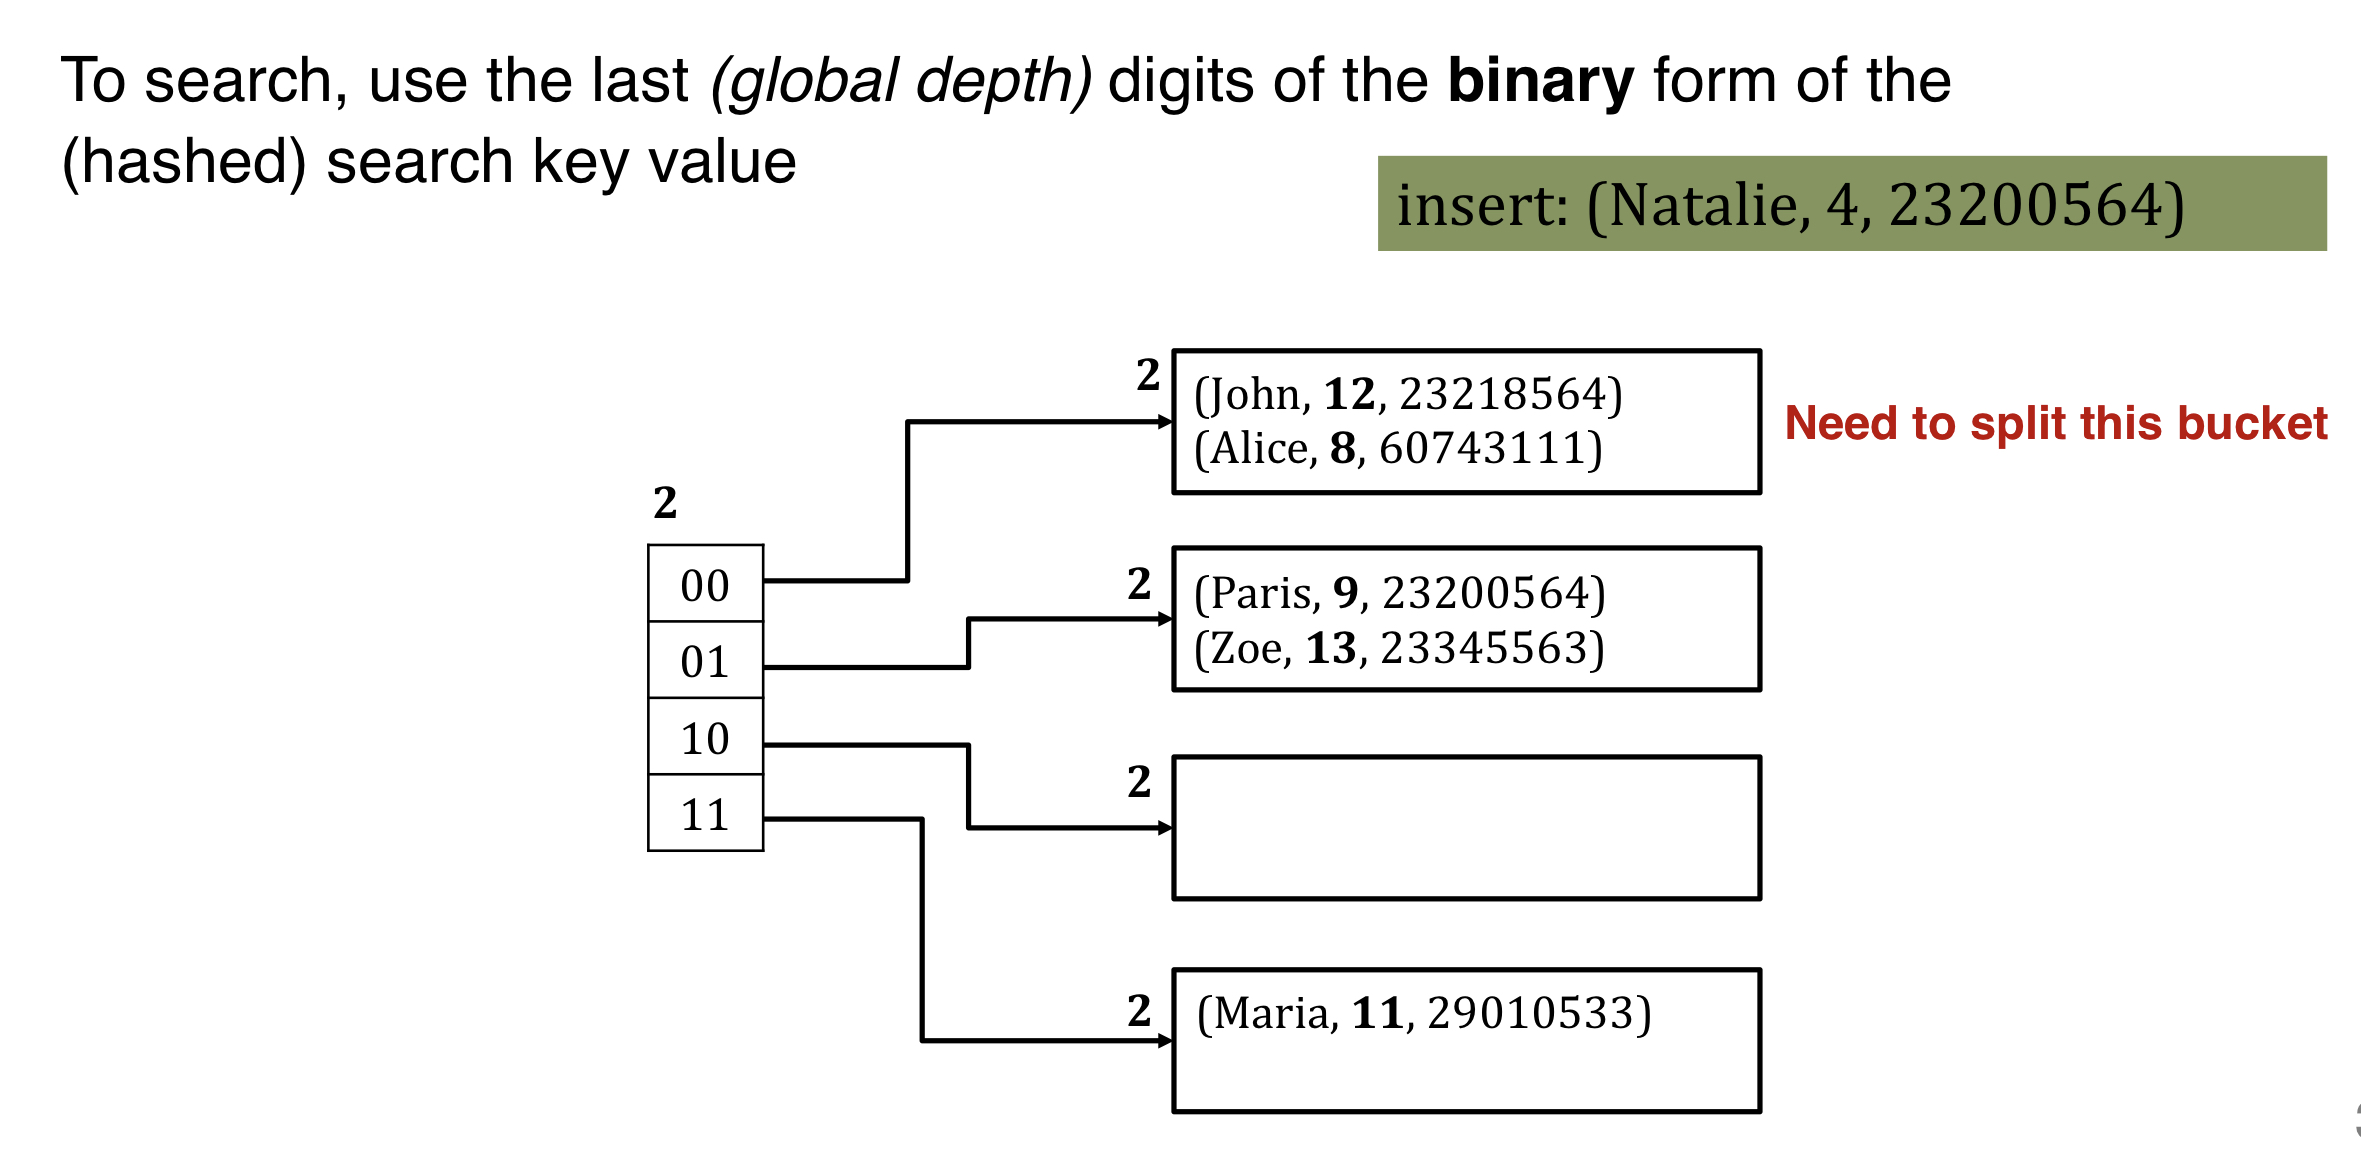 To search, use the last (global depth) digits of the binary form of the
(hashed) search key value
insert: (Natalie, 4, 23200564)
2
(John, 12, 23218564)
(Alice, 8, 60743111)
Need to split this bucket
2
00
01
10
11
2
(Paris, 9, 23200564)
(Zoe, 13, 23345563)
2
2
(Maria, 11, 29010533)